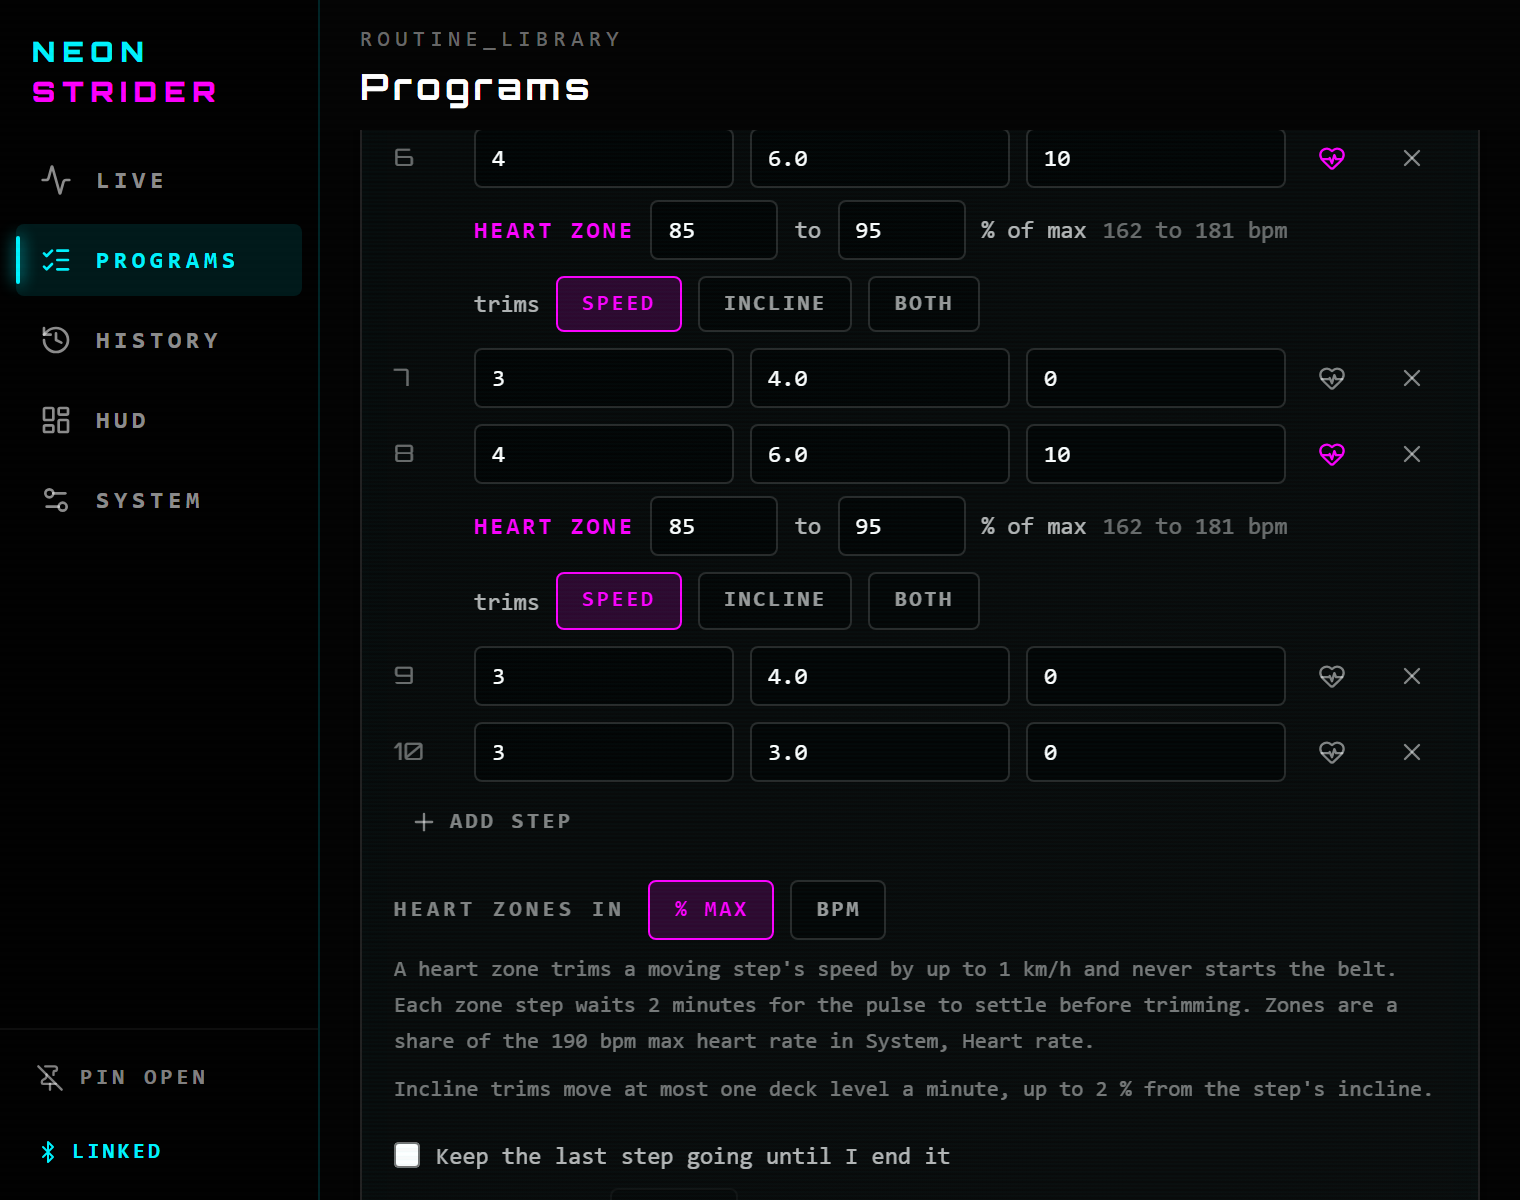 NEON
STRIDER
LIVE
PROGRAMS
HISTORY
HUD
SYSTEM
PIN OPEN
LINKED
ROUTINE_LIBRARY
Programs
6 4 6.0 10
HEART ZONE 85 to 95 % of max 162 to 181 bpm
trims SPEED INCLINE BOTH
7 3 4.0 0
8 4 6.0 10
HEART ZONE 85 to 95 % of max 162 to 181 bpm
trims SPEED INCLINE BOTH
9 3 4.0 0
10 3 3.0 0
ADD STEP
HEART ZONES IN % MAX BPM
A heart zone trims a moving step's speed by up to 1 km/h and never starts the belt.
Each zone step waits 2 minutes for the pulse to settle before trimming. Zones are a
share of the 190 bpm max heart rate in System, Heart rate.
Incline trims move at most one deck level a minute, up to 2 % from the step's incline.
Keep the last step going until I end it